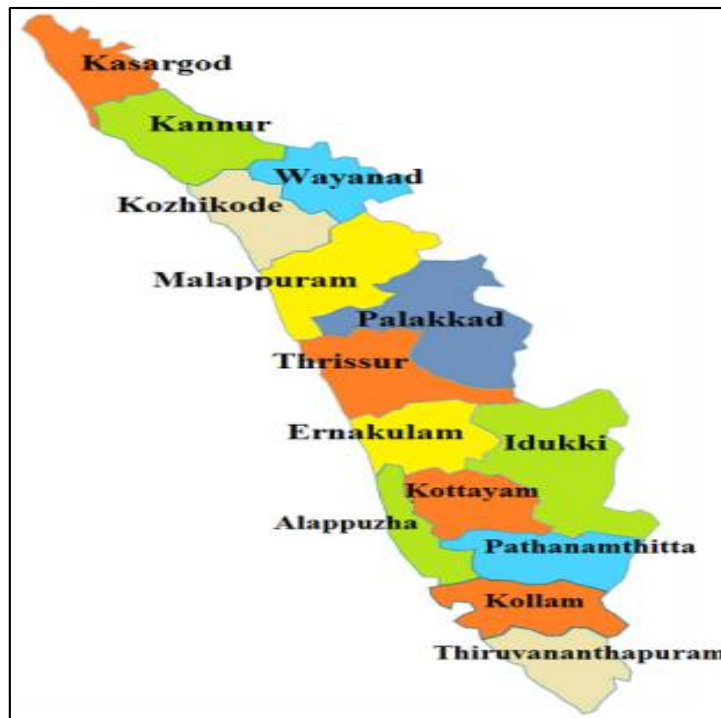 Kasargod
Kannur
Wayanad
Kozhikode
Malappuram
Palakkad
Thrissur
Ernakulam
Idukki
Kottayam
Alappuzha
Pathanamthitta
Kollam
Thiruvananthapuram